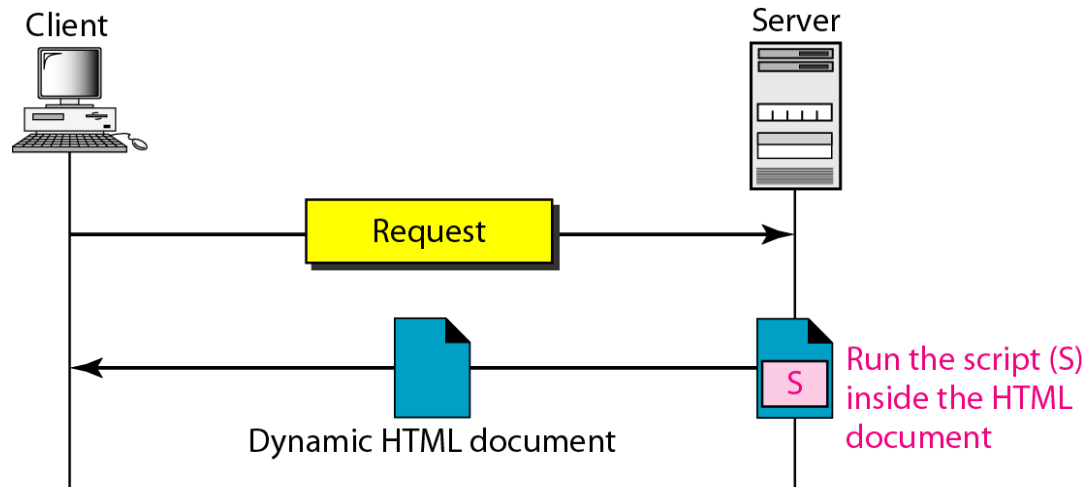 Client
Server
Request
S
Run the script (S)
inside the HTML
document
Dynamic HTML document